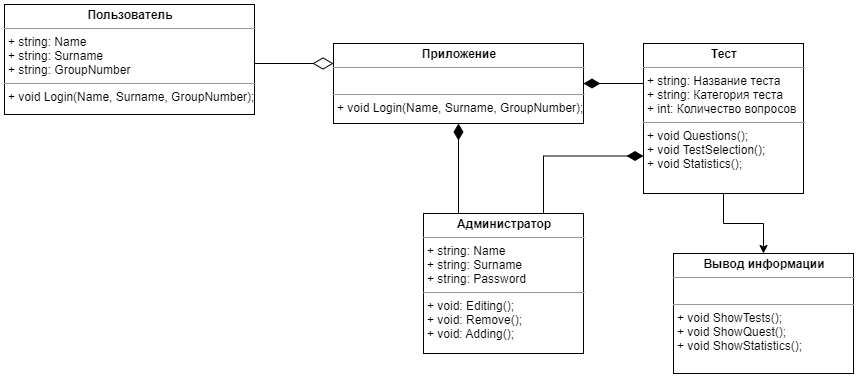 Пользователь
+ string: Name
+ string: Surname
+ string: GroupNumber
+ void Login(Name, Surname, GroupNumber);
Приложение
+ void Login(Name, Surname, GroupNumber);
Тест
+ string: Название теста
+ string: Категория теста
+ int: Количество вопросов
+ void Questions();
+ void TestSelection();
+ void Statistics();
Администратор
+ string: Name
+ string: Surname
+ string: Password
+ void: Editing();
+ void: Remove();
+ void: Adding();
Вывод информации
+ void ShowTests();
+ void ShowQuest();
+ void ShowStatistics();